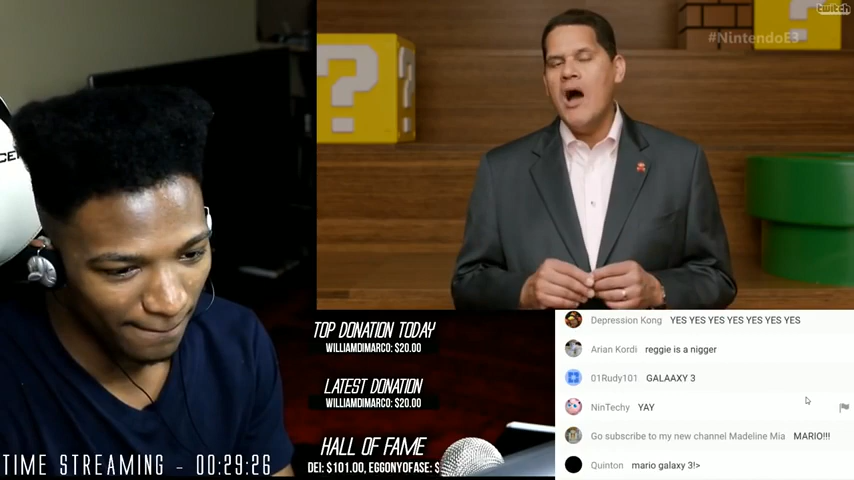 twitch
#NintendoE3
CE
TOP DONATION TODAY
WILLIAMDIMARCO: $20.00
LATEST DONATION
WILLIAMDIMARCO: $20.00
HALL OF FAME
DEI: $101.00, EGGONYOFASE: $
TIME STREAMING - 00:29:26
Depression Kong YES YES YES YES YES YES YES
Arian Kordi reggie is a nigger
01Rudy101 GALAAXY 3
NinTechy YAY
Go subscribe to my new channel Madeline Mia MARIO!!!
Quinton mario galaxy 3!>